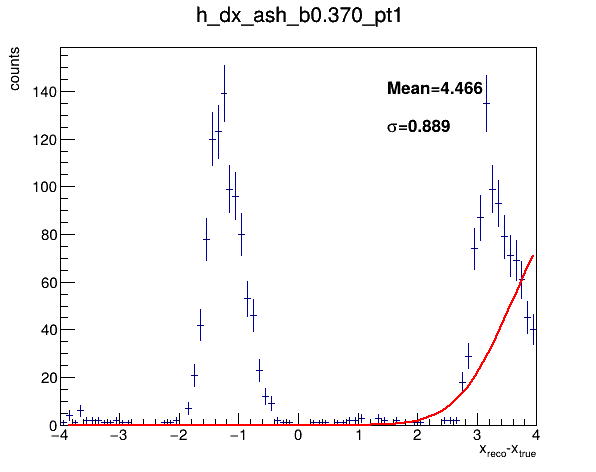 h_dx_ash_b0.370_pt1
counts
Mean=4.466
σ=0.889
140
120
100
80
60
40
20
0
−4 −3 −2 −1 0 1 2 3 4
x_reco-x_true